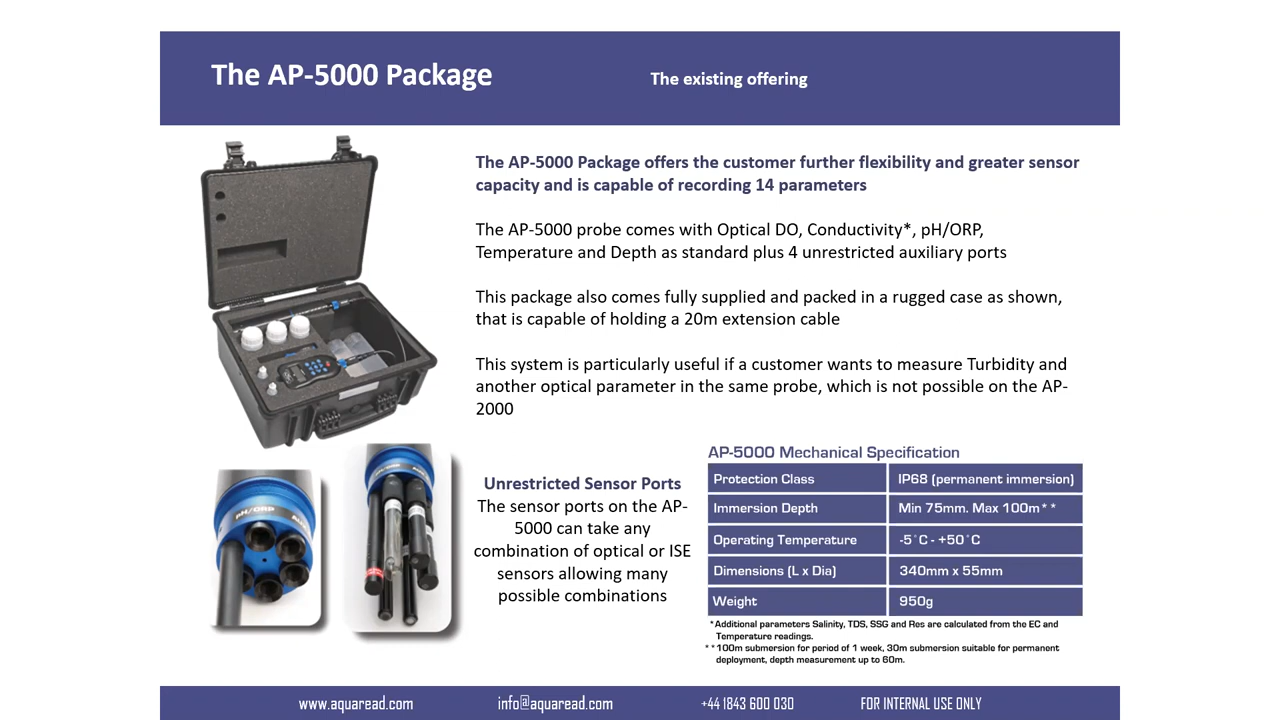 The AP-5000 Package
The existing offering
The AP-5000 Package offers the customer further flexibility and greater sensor
capacity and is capable of recording 14 parameters
The AP-5000 probe comes with Optical DO, Conductivity*, pH/ORP,
Temperature and Depth as standard plus 4 unrestricted auxiliary ports
This package also comes fully supplied and packed in a rugged case as shown,
that is capable of holding a 20m extension cable
This system is particularly useful if a customer wants to measure Turbidity and
another optical parameter in the same probe, which is not possible on the AP-
2000
pH/ORP
Unrestricted Sensor Ports
The sensor ports on the AP-
5000 can take any
combination of optical or ISE
sensors allowing many
possible combinations
AP-5000 Mechanical Specification
Protection Class IP68 (permanent immersion)
Immersion Depth Min 75mm. Max 100m**
Operating Temperature -5°C - +50°C
Dimensions (L x Dia) 340mm x 55mm
Weight 950g
*Additional parameters Salinity, TDS, SSG and Res are calculated from the EC and
Temperature readings.
**100m submersion for period of 1 week, 30m submersion suitable for permanent
deployment, depth measurement up to 60m.
www.aquaread.com info@aquaread.com +44 1843 600 030 FOR INTERNAL USE ONLY